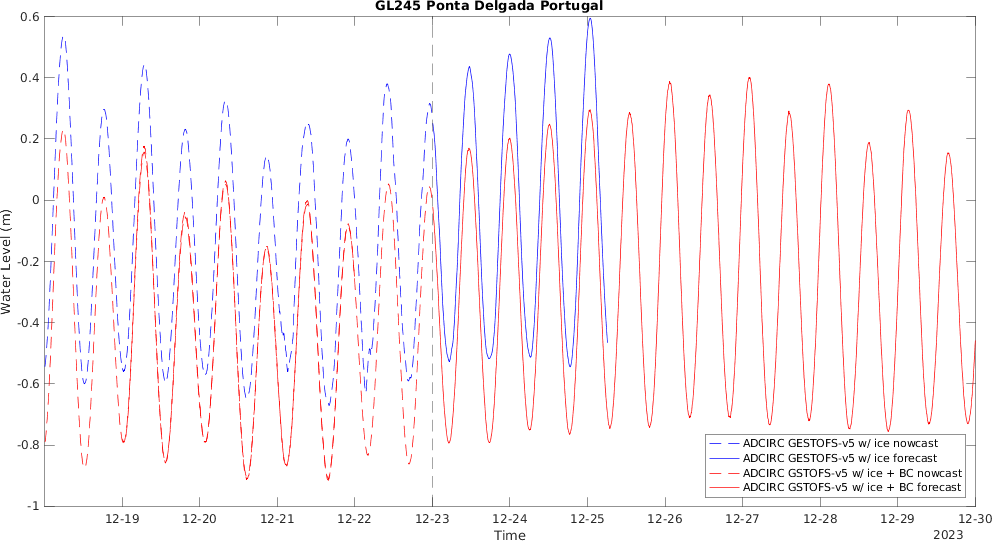 GL245 Ponta Delgada Portugal
0.6
0.4
0.2
0
-0.2
-0.4
-0.6
-0.8
-1
Water Level (m)
ADCIRC GESTOFS-v5 w/ ice nowcast
ADCIRC GESTOFS-v5 w/ ice forecast
ADCIRC GSTOFS-v5 w/ ice + BC nowcast
ADCIRC GSTOFS-v5 w/ ice + BC forecast
12-19 12-20 12-21 12-22 12-23 12-24 12-25 12-26 12-27 12-28 12-29 12-30
Time
2023